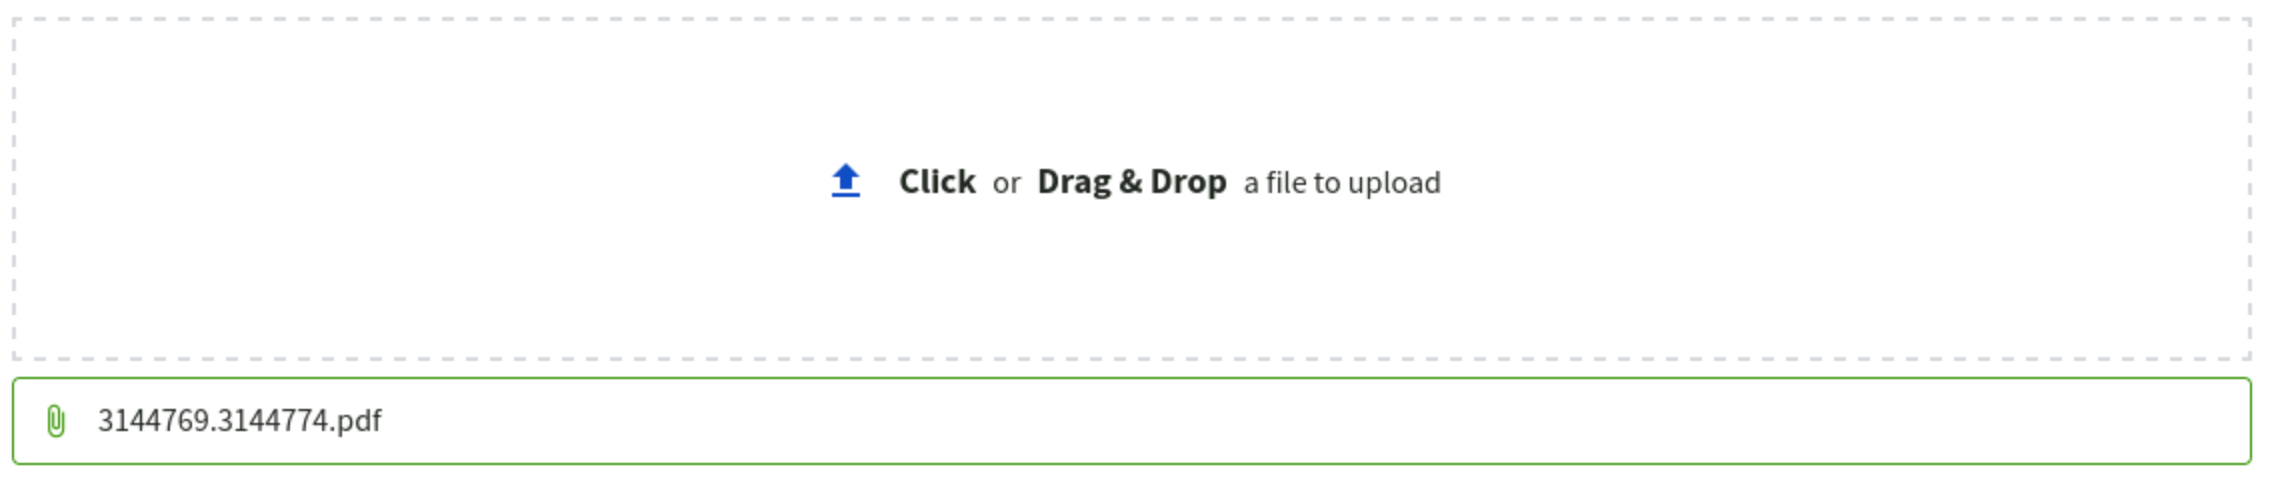 Click or Drag & Drop a file to upload
3144769.3144774.pdf